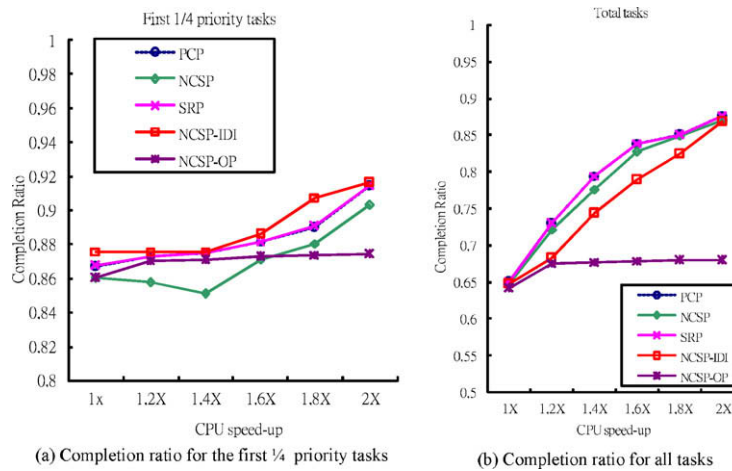 First 1/4 priority tasks
1
0.98
0.96
0.94
0.92
0.9
0.88
0.86
0.84
0.82
0.8
Completion Ratio
PCP
NCSP
SRP
NCSP-IDI
NCSP-OP
1x
1.2X
1.4X
1.6X
1.8X
2X
CPU speed-up
(a) Completion ratio for the first ¼ priority tasks
Total tasks
1
0.95
0.9
0.85
0.8
0.75
0.7
0.65
0.6
0.55
0.5
Completion Ratio
PCP
NCSP
SRP
NCSP-IDI
NCSP-OP
1X
1.2X
1.4X
1.6X
1.8X
2X
CPU speed-up
(b) Completion ratio for all tasks